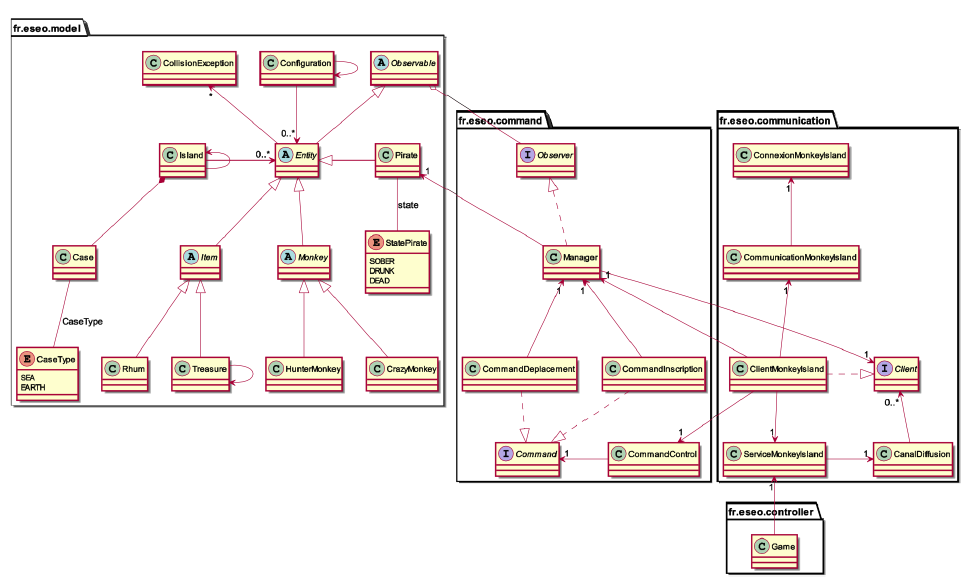 fr.eseo.model
C CollisionException
C Configuration
A Observable
*
0..*
C Island
0..*
A Entity
C Pirate
1
state
E StatePirate
SOBER
DRUNK
DEAD
C Case
A Item
A Monkey
CaseType
E CaseType
SEA
EARTH
C Rhum
C Treasure
C HunterMonkey
C CrazyMonkey
fr.eseo.command
I Observer
C Manager
1
1
1
C CommandDeplacement
C CommandInscription
I Command
1
C CommandControl
1
fr.eseo.communication
C ConnexionMonkeyIsland
1
C CommunicationMonkeyIsland
1
C ClientMonkeyIsland
1
I Client
0..*
1
C ServiceMonkeyIsland
1
C CanalDiffusion
1
fr.eseo.controller
C Game